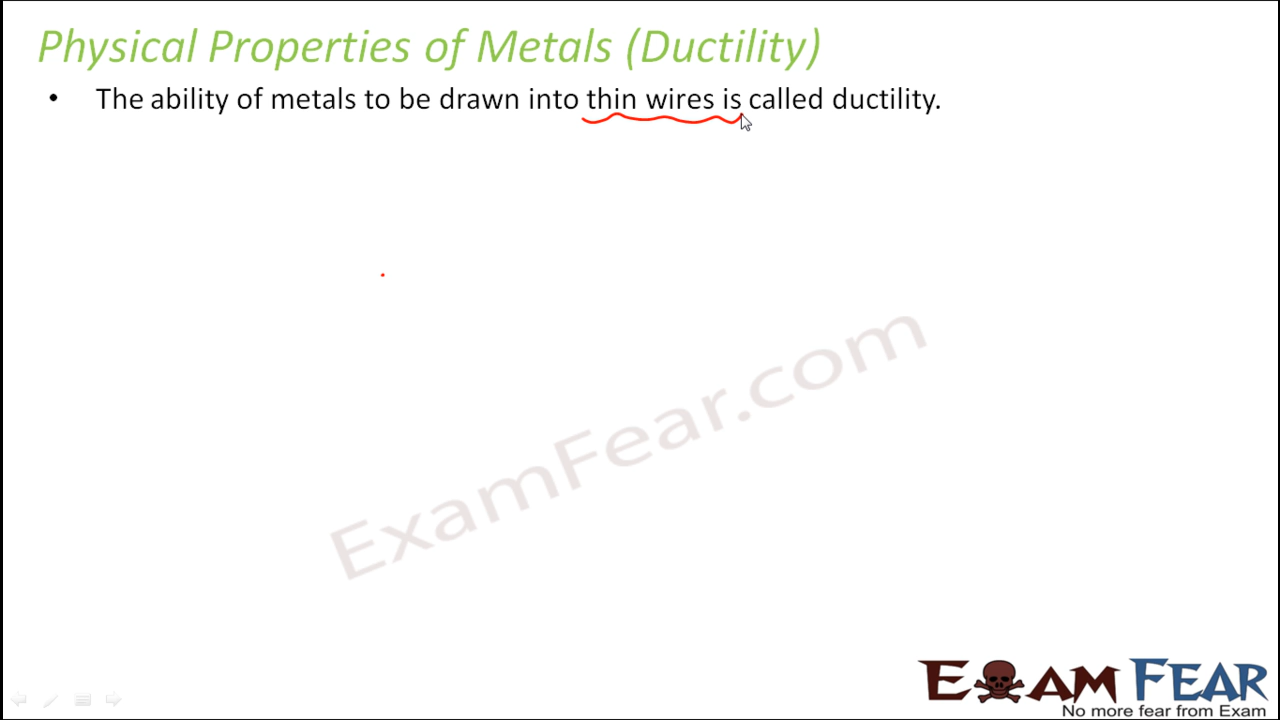 Physical Properties of Metals (Ductility)
• The ability of metals to be drawn into thin wires is called ductility.
ExamFear.com
EXAM FEAR
No more fear from Exam